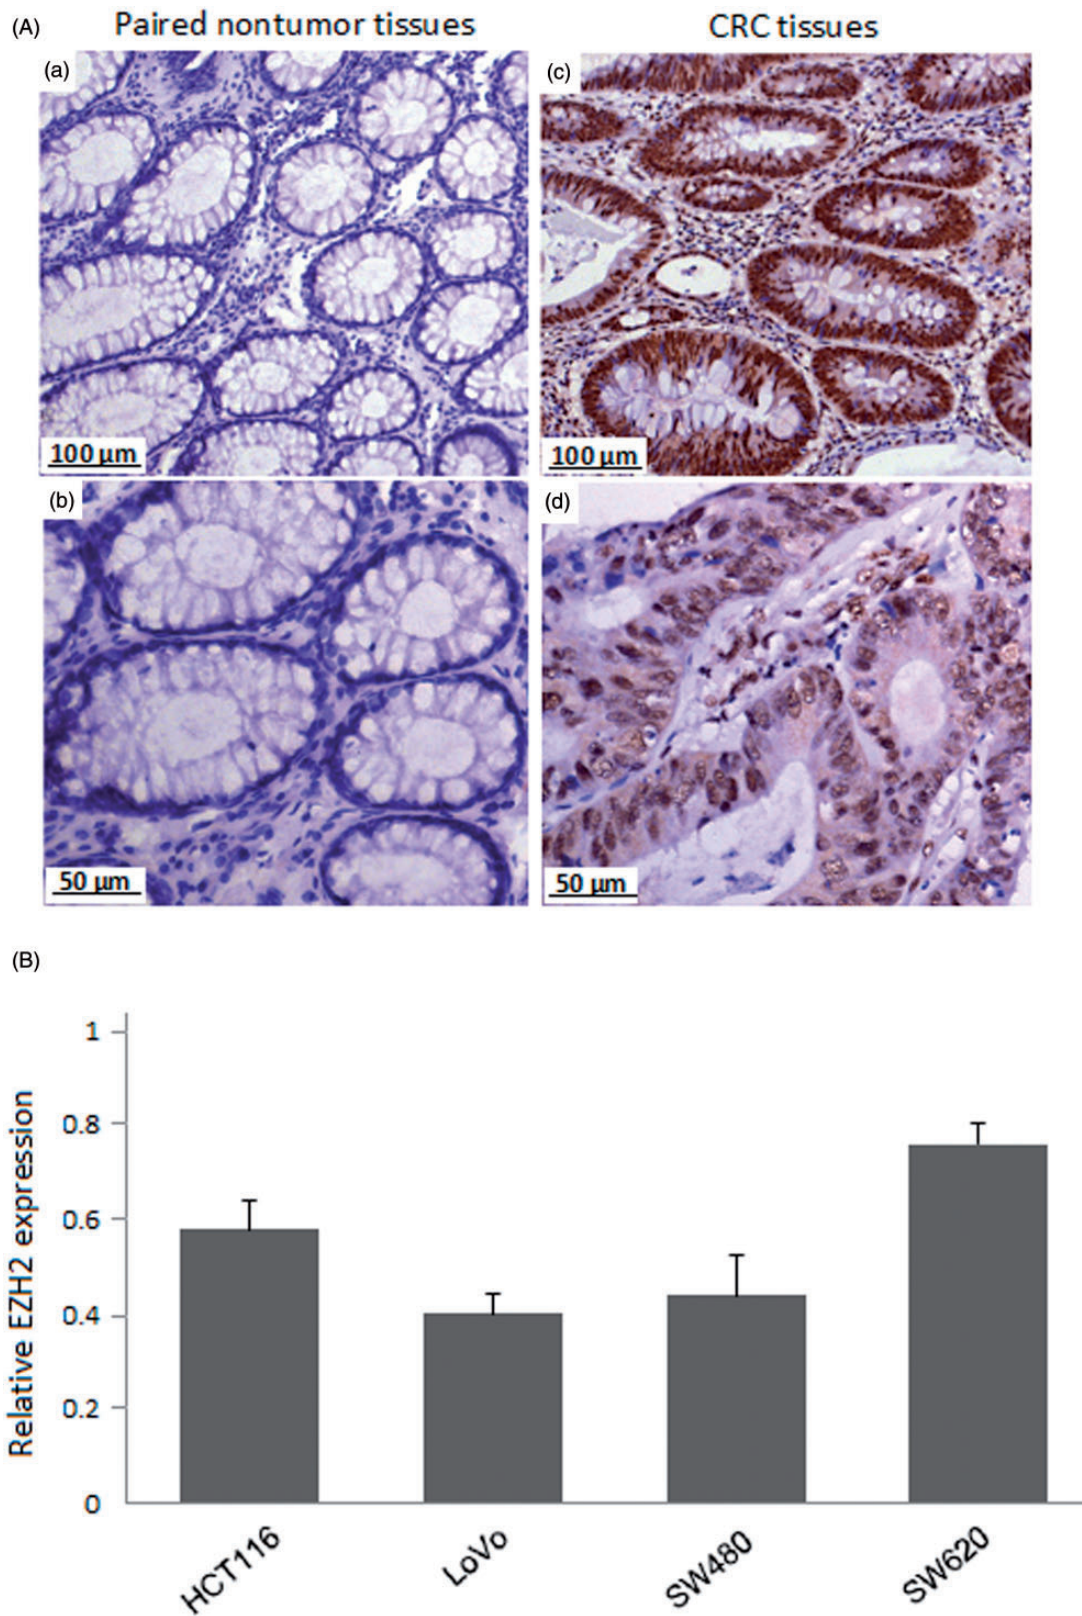 (A)
Paired nontumor tissues
CRC tissues
(a)
(c)
100 µm
100 µm
(b)
(d)
50 µm
50 µm
(B)
Relative EZH2 expression
1
0.8
0.6
0.4
0.2
0
HCT116
LoVo
SW480
SW620